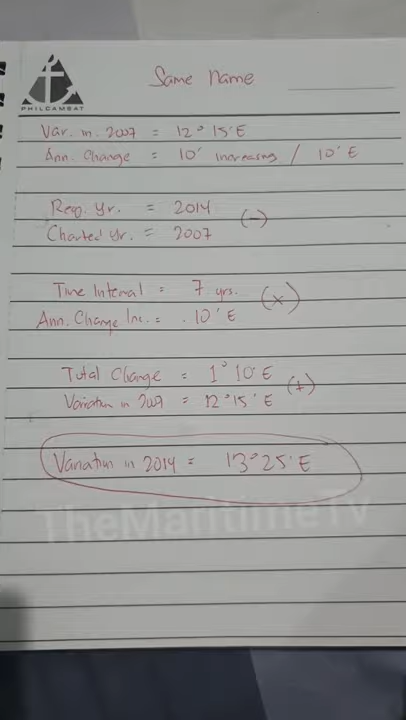 Same Name
PHILCAMSAT
Var. in 2007 = 12° 15' E
Ann. Change = 10' increasing / 10' E
Req. Yr. = 2014 (-)
Charted Yr. = 2007
Time Interval = 7 yrs. (x)
Ann. Change Inc. = 10' E
Total Change = 1° 10' E (+)
Variation in 2007 = 12° 15' E
Variation in 2014 = 13° 25' E
TheMaritimeTv